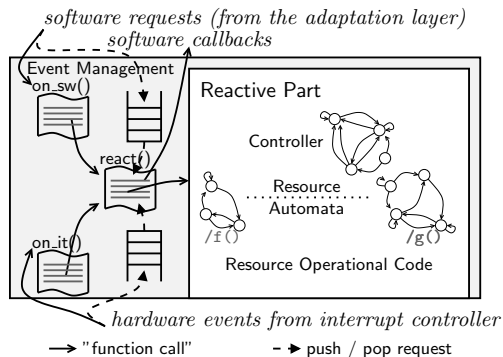 software requests (from the adaptation layer)
software callbacks
Event Management
on_sw()
Reactive Part
Controller
react()
Resource
Automata
/f()
/g()
on_it()
Resource Operational Code
hardware events from interrupt controller
"function call"
push / pop request